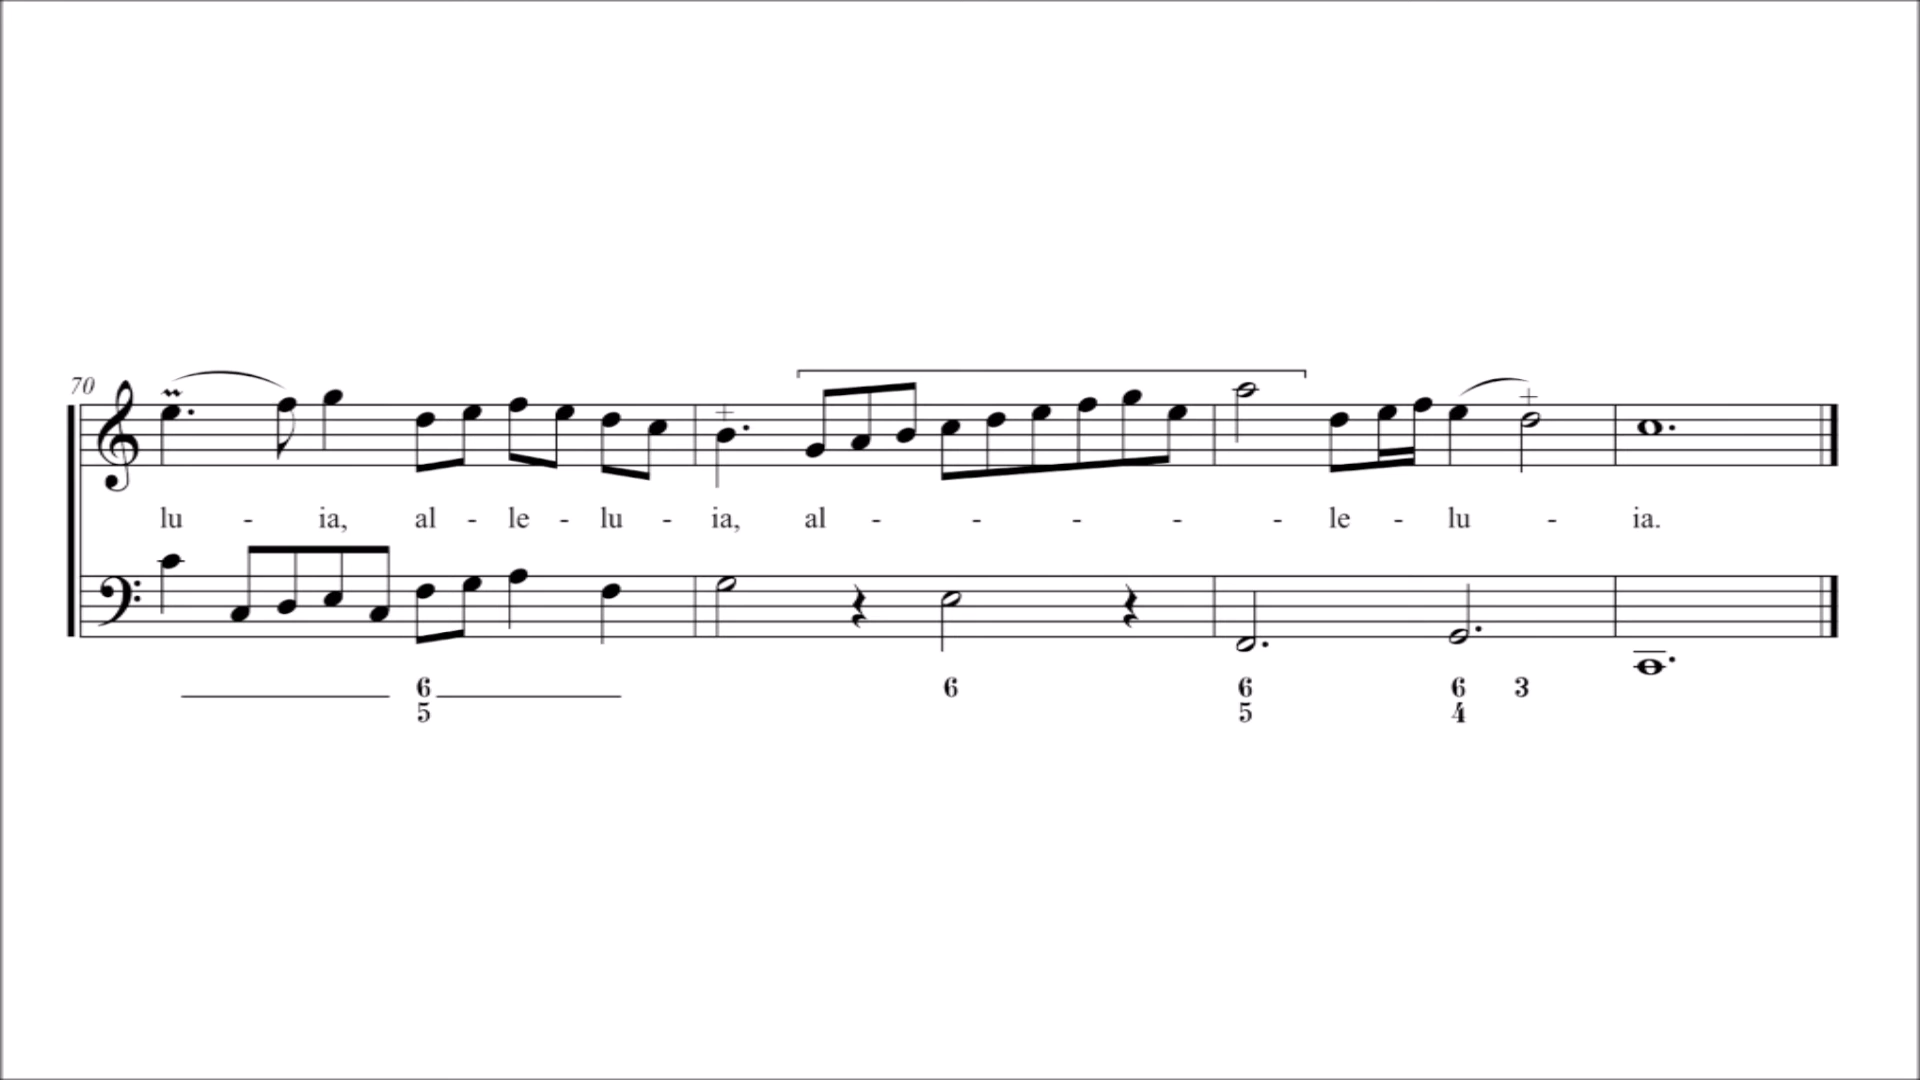 70
lu - ia, al - le - lu - ia, al - - - - - le - lu - ia.
6 6 6 6 3
5 5 4